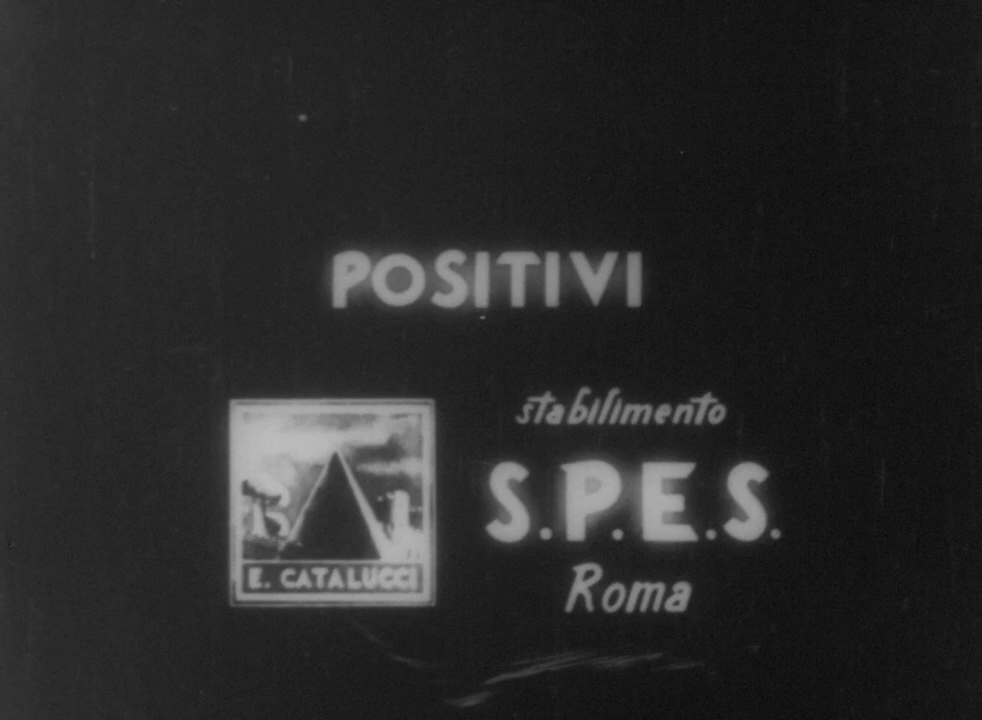 POSITIVI
stabilimento
S.P.E.S.
Roma
E. CATALUCCI